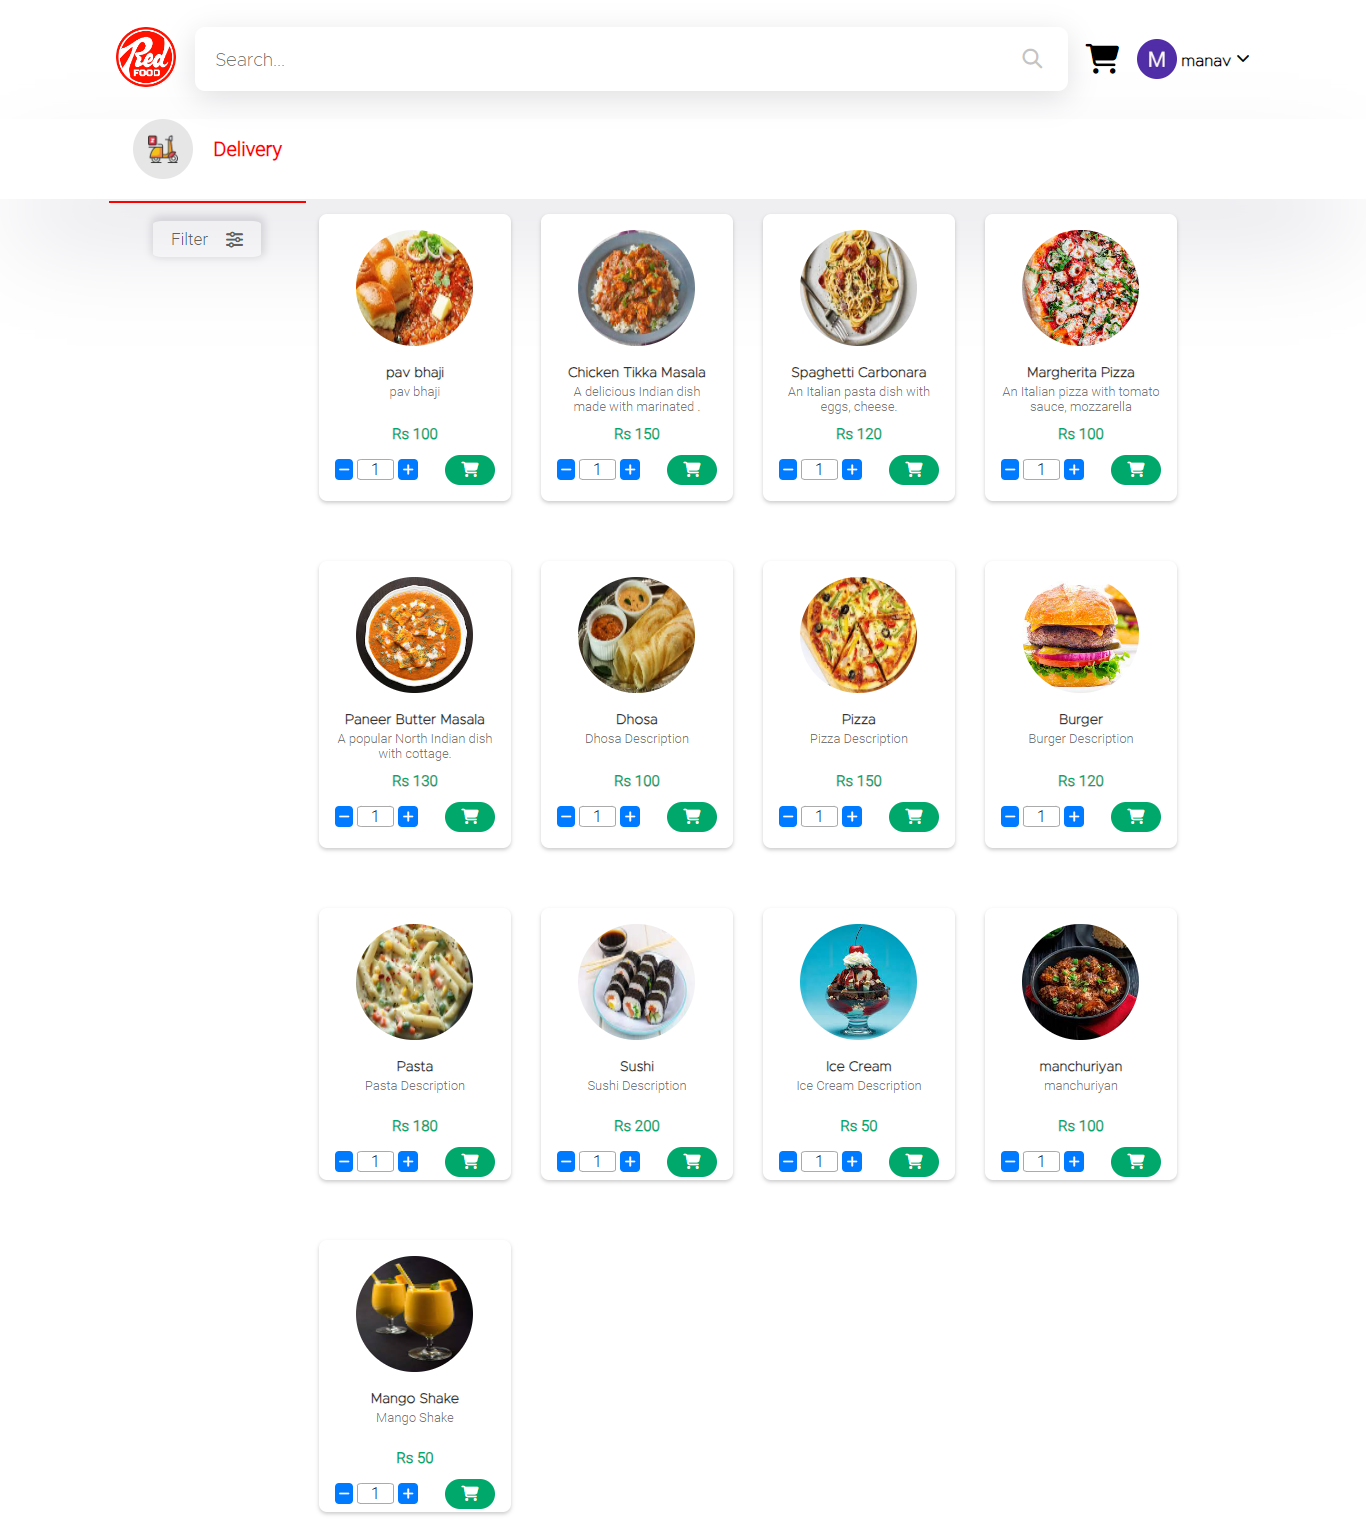 Red
FOOD
Search...
M
manav
Delivery
Filter
pav bhaji
pav bhaji
Rs 100
1
Chicken Tikka Masala
A delicious Indian dish
made with marinated .
Rs 150
1
Spaghetti Carbonara
An Italian pasta dish with
eggs, cheese.
Rs 120
1
Margherita Pizza
An Italian pizza with tomato
sauce, mozzarella
Rs 100
1
Paneer Butter Masala
A popular North Indian dish
with cottage.
Rs 130
1
Dhosa
Dhosa Description
Rs 100
1
Pizza
Pizza Description
Rs 150
1
Burger
Burger Description
Rs 120
1
Pasta
Pasta Description
Rs 180
1
Sushi
Sushi Description
Rs 200
1
Ice Cream
Ice Cream Description
Rs 50
1
manchuriyan
manchuriyan
Rs 100
1
Mango Shake
Mango Shake
Rs 50
1